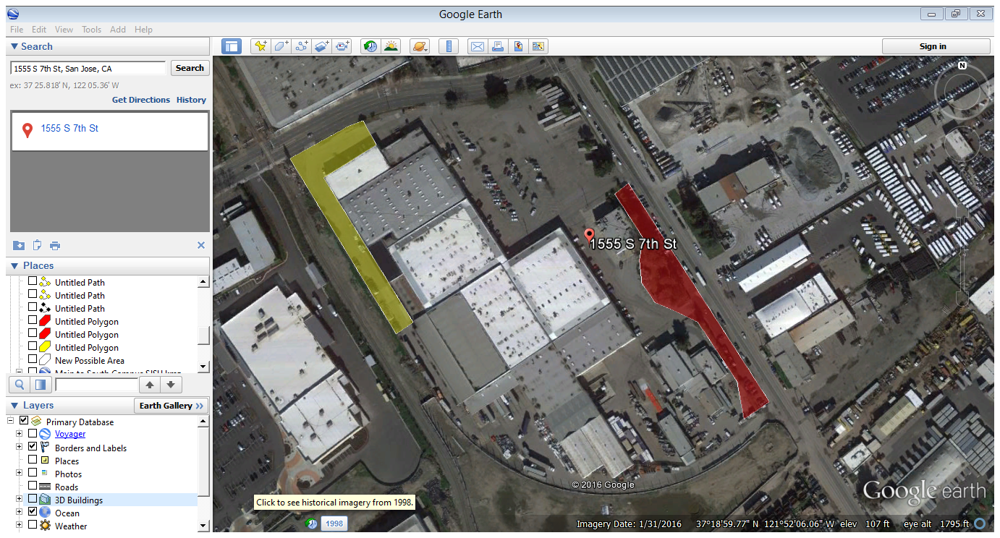 Google Earth
File Edit View Tools Add Help
Search
Sign in
1555 S 7th St, San Jose, CA
Search
ex: 37 25.818' N, 122 05.36' W
Get Directions History
1555 S 7th St
Places
Untitled Path
Untitled Path
Untitled Path
Untitled Polygon
Untitled Polygon
Untitled Polygon
New Possible Area
Main to South Campus
Layers
Earth Gallery >>
Primary Database
Voyager
Borders and Labels
Places
Photos
Roads
3D Buildings
Ocean
Weather
N
1555 S 7th St
© 2016 Google
Google earth
Click to see historical imagery from 1998.
1998
Imagery Date: 1/31/2016 37°18'59.77" N 121°52'06.06" W elev 107 ft eye alt 1795 ft